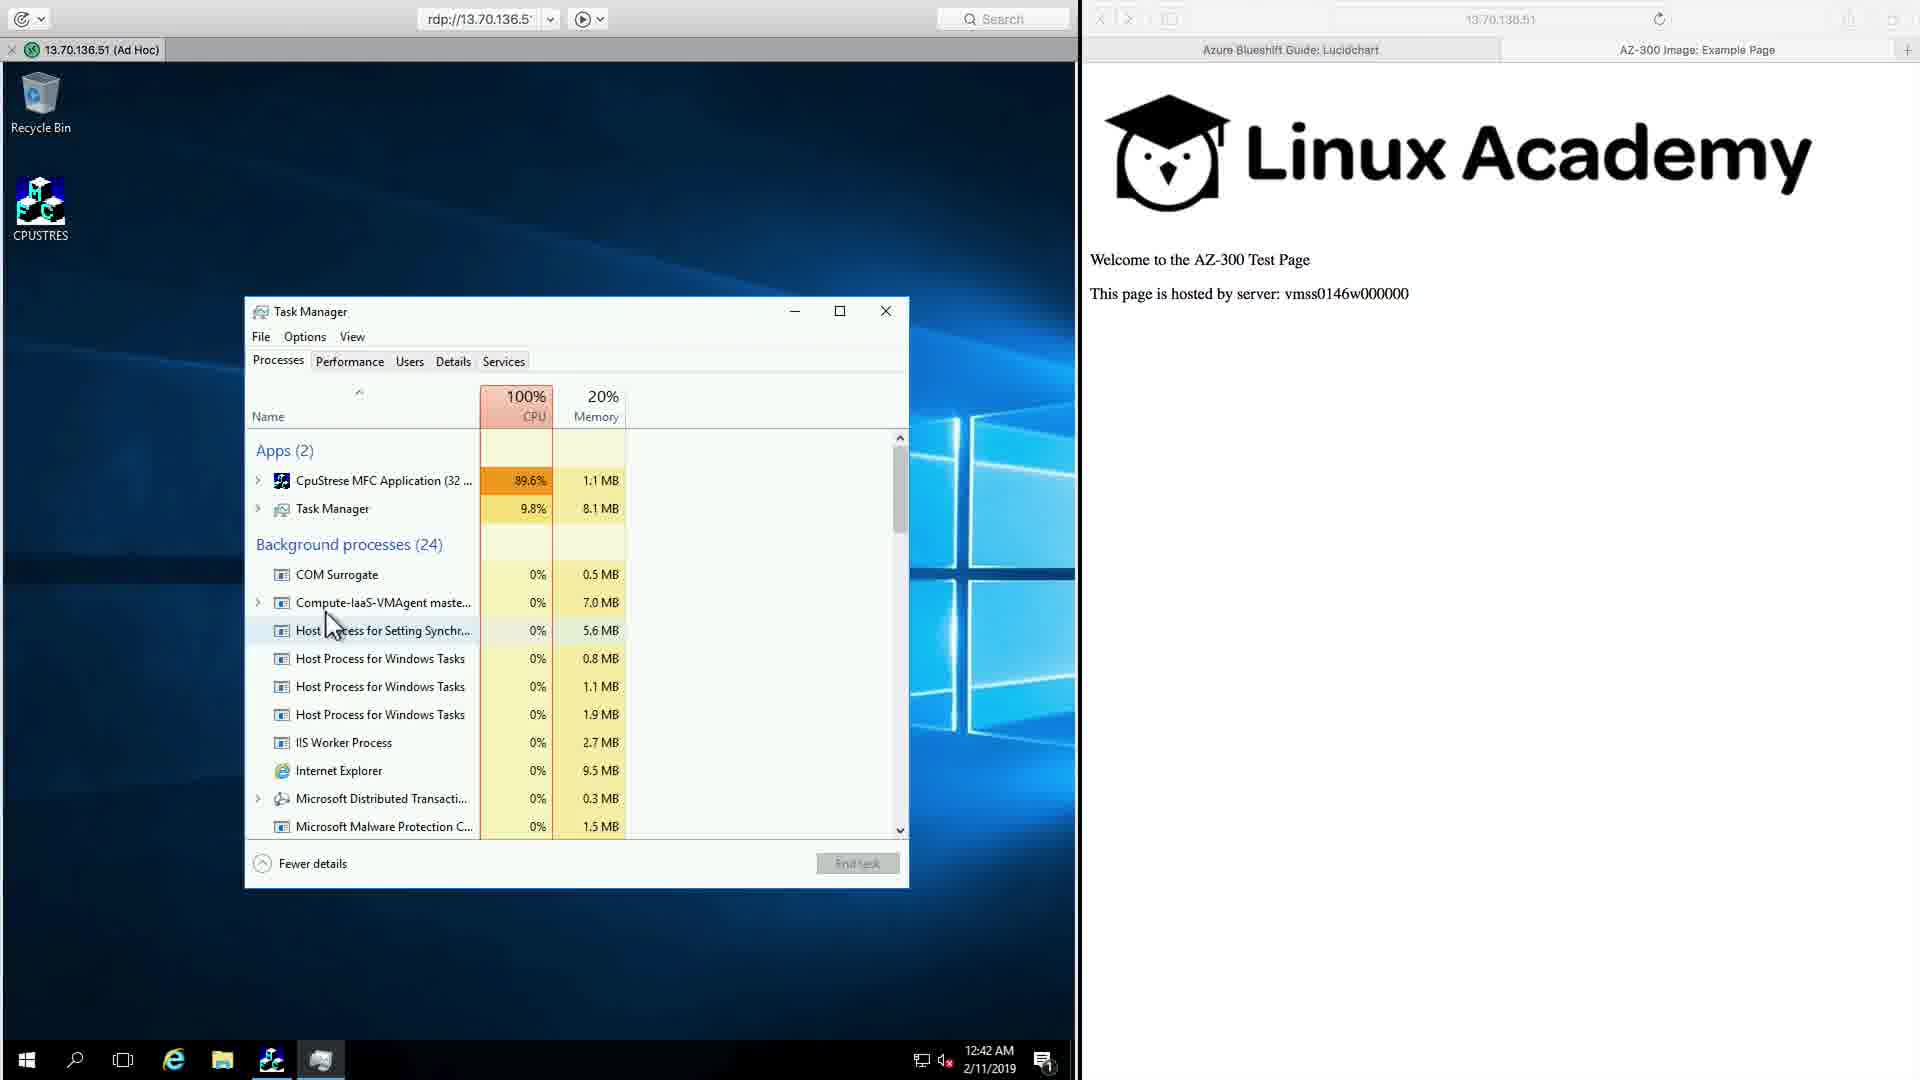 rdp://13.70.136.5
Search
13.70.136.51
13.70.136.51 (Ad Hoc)
Azure Blueshift Guide: Lucidchart
AZ-300 Image: Example Page
Recycle Bin
CPUSTRES
Linux Academy
Welcome to the AZ-300 Test Page
This page is hosted by server: vmss0146w000000
Task Manager
File Options View
Processes Performance Users Details Services
100% 20%
Name CPU Memory
Apps (2)
CpuStrese MFC Application (32 ... 89.6% 1.1 MB
Task Manager 9.8% 8.1 MB
Background processes (24)
COM Surrogate 0% 0.5 MB
Compute-IaaS-VMAgent maste... 0% 7.0 MB
Host for Setting Synchr... 0% 5.6 MB
Host Process for Windows Tasks 0% 0.8 MB
Host Process for Windows Tasks 0% 1.1 MB
Host Process for Windows Tasks 0% 1.9 MB
IIS Worker Process 0% 2.7 MB
Internet Explorer 0% 9.5 MB
Microsoft Distributed Transacti... 0% 0.3 MB
Microsoft Malware Protection C... 0% 1.5 MB
Fewer details
End task
12:42 AM
2/11/2019
1